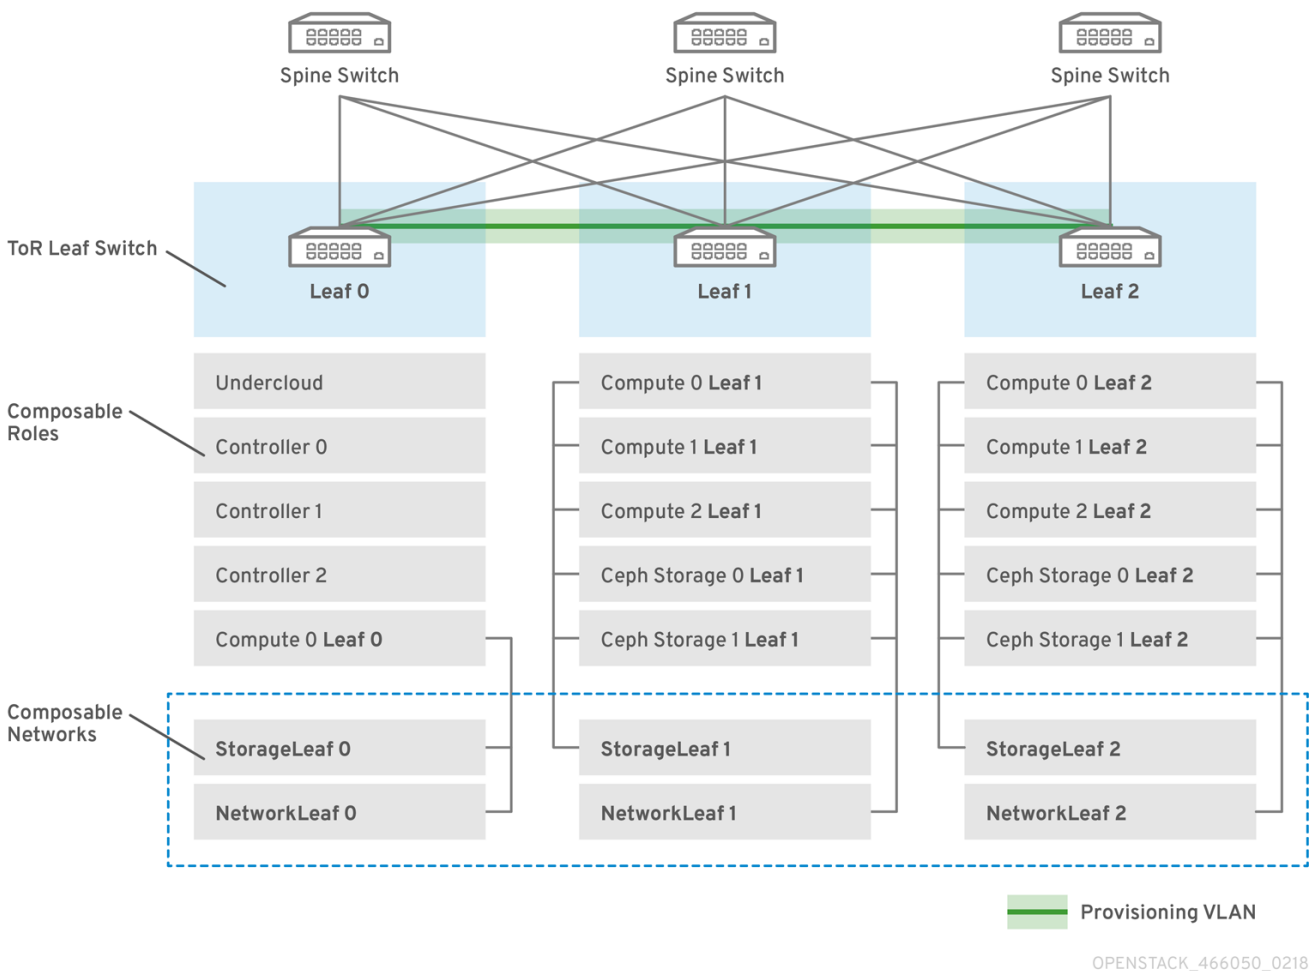 Spine Switch
Spine Switch
Spine Switch
ToR Leaf Switch
Leaf 0
Leaf 1
Leaf 2
Composable
Roles
Undercloud
Controller 0
Controller 1
Controller 2
Compute 0 Leaf 0
Compute 0 Leaf 1
Compute 1 Leaf 1
Compute 2 Leaf 1
Ceph Storage 0 Leaf 1
Ceph Storage 1 Leaf 1
Compute 0 Leaf 2
Compute 1 Leaf 2
Compute 2 Leaf 2
Ceph Storage 0 Leaf 2
Ceph Storage 1 Leaf 2
Composable
Networks
StorageLeaf 0
NetworkLeaf 0
StorageLeaf 1
NetworkLeaf 1
StorageLeaf 2
NetworkLeaf 2
Provisioning VLAN
OPENSTACK_466050_0218